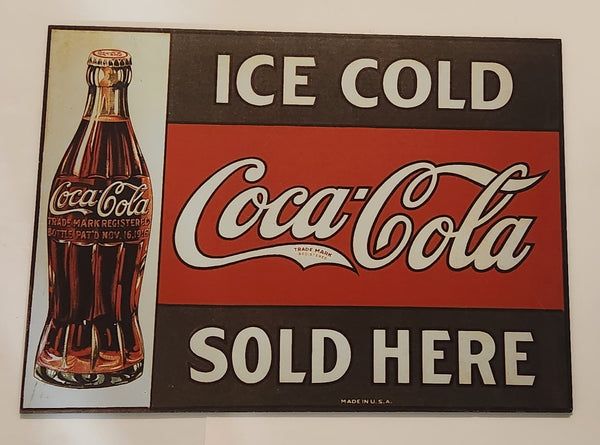 Coca-Cola
TRADE-MARK REGISTERED
BOTTLE PAT'D NOV. 16, 1915
ICE COLD
Coca-Cola
TRADE MARK
REGISTERED
SOLD HERE
MADE IN U.S.A.